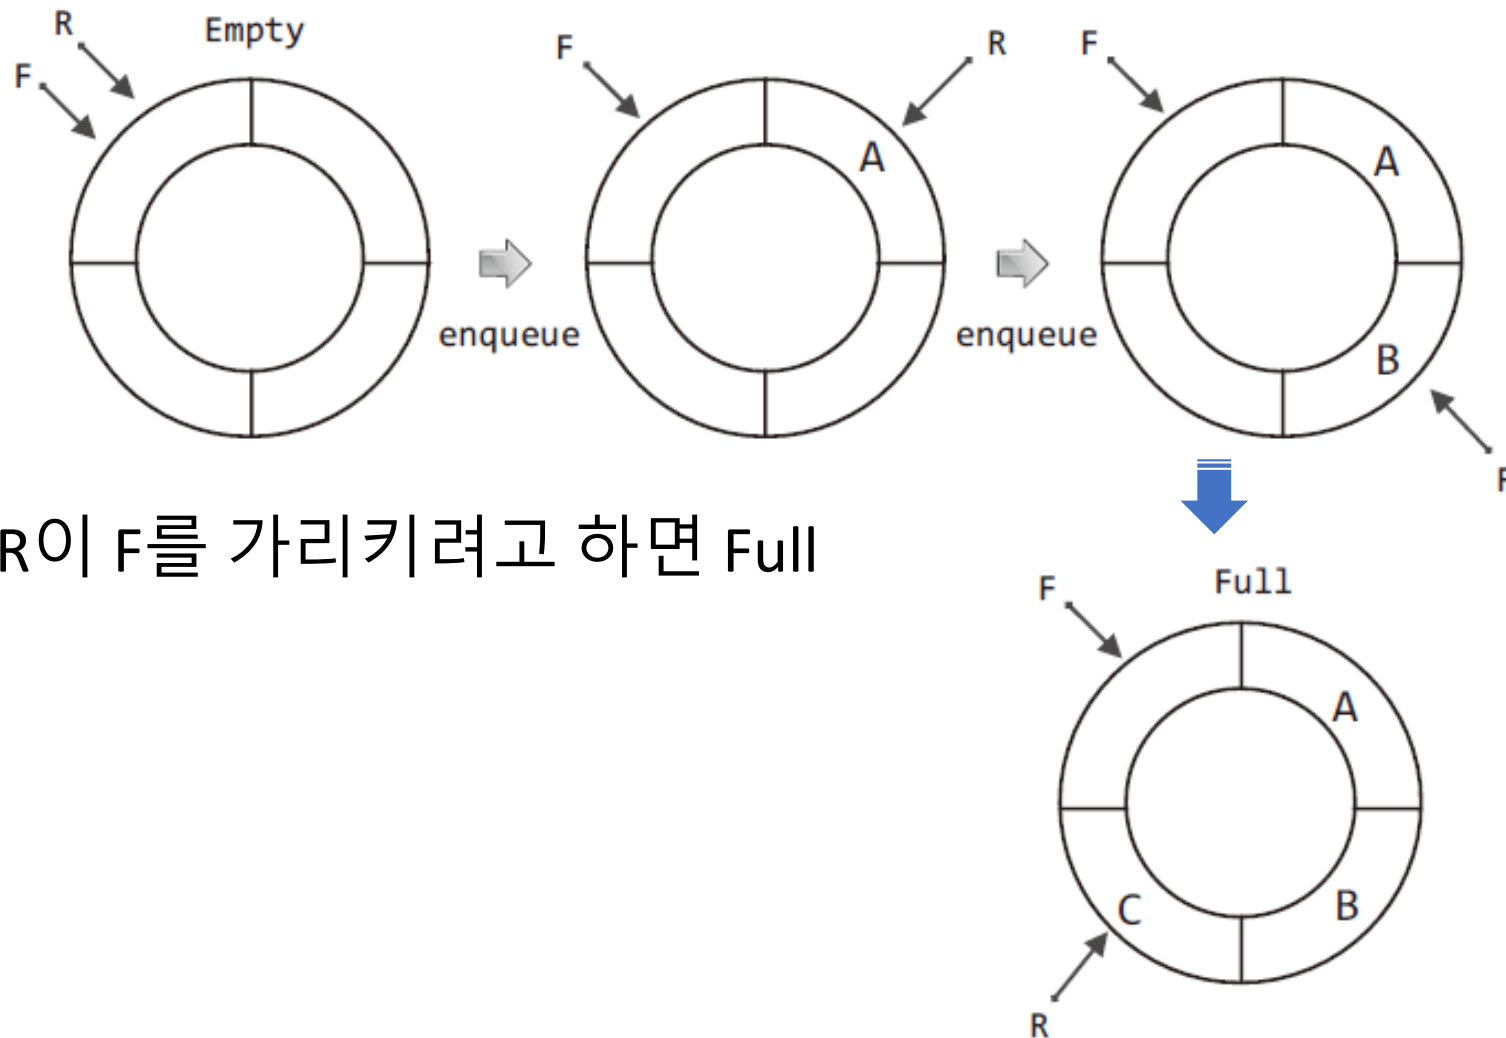 R
Empty
F
F
R
F
A
A
enqueue
enqueue
B
R이 F를 가리키려고 하면 Full
F
Full
A
C
B
R